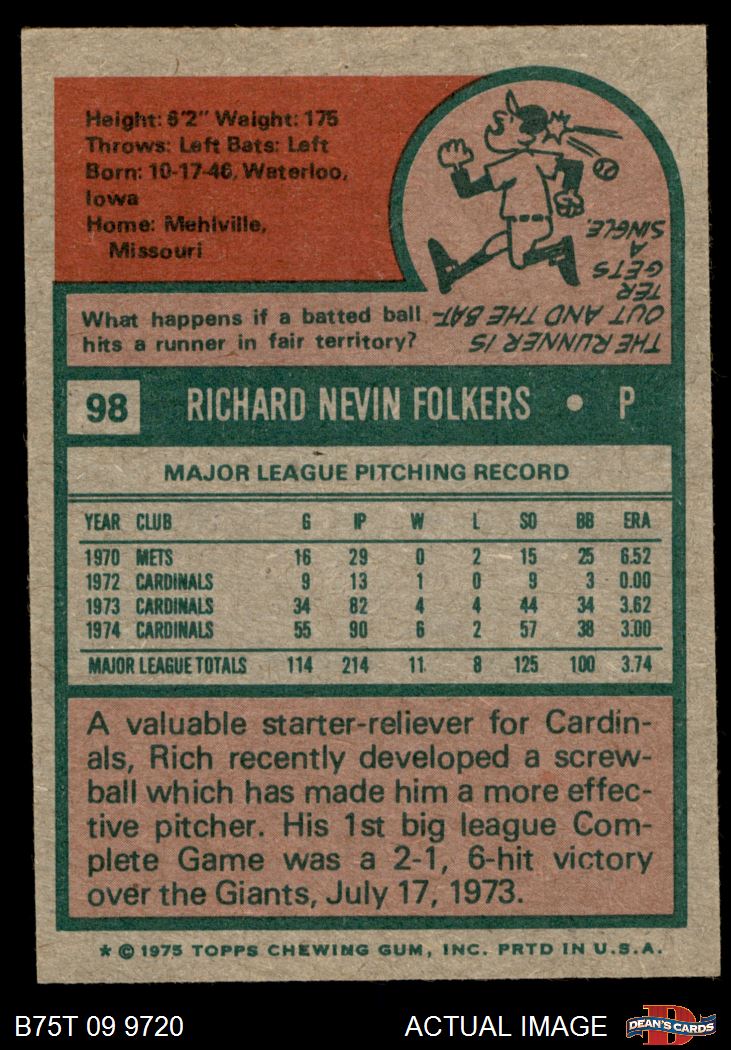 Height: 6'2" Weight: 175
Throws: Left Bats: Left
Born: 10-17-46, Waterloo,
Iowa
Home: Mehlville,
Missouri
What happens if a batted ball
hits a runner in fair territory?
THE RUNNER IS
OUT AND THE BAT-
TER
GETS
A
SINGLE.
98 RICHARD NEVIN FOLKERS • P
MAJOR LEAGUE PITCHING RECORD
YEAR CLUB G IP W L SO BB ERA
1970 METS 16 29 0 2 15 25 6.52
1972 CARDINALS 9 13 1 0 9 3 0.00
1973 CARDINALS 34 82 4 4 44 34 3.62
1974 CARDINALS 55 90 6 2 57 38 3.00
MAJOR LEAGUE TOTALS 114 214 11 8 125 100 3.74
A valuable starter-reliever for Cardin-
als, Rich recently developed a screw-
ball which has made him a more effec-
tive pitcher. His 1st big league Com-
plete Game was a 2-1, 6-hit victory
over the Giants, July 17, 1973.
* © 1975 TOPPS CHEWING GUM, INC. PRTD IN U.S.A.
B75T 09 9720 ACTUAL IMAGE D DEAN'S CARDS